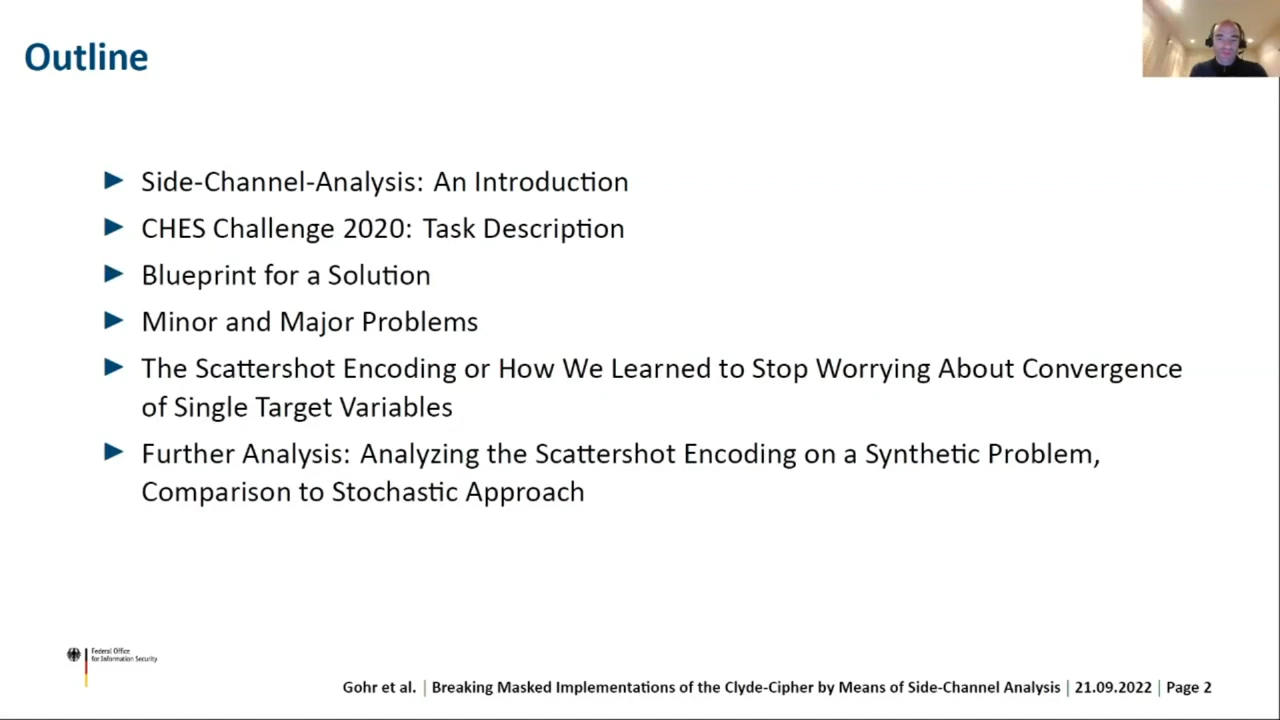 Outline
Side-Channel-Analysis: An Introduction
CHES Challenge 2020: Task Description
Blueprint for a Solution
Minor and Major Problems
The Scattershot Encoding or How We Learned to Stop Worrying About Convergence
of Single Target Variables
Further Analysis: Analyzing the Scattershot Encoding on a Synthetic Problem,
Comparison to Stochastic Approach
Federal Office
for Information Security
Gohr et al. | Breaking Masked Implementations of the Clyde-Cipher by Means of Side-Channel Analysis | 21.09.2022 | Page 2